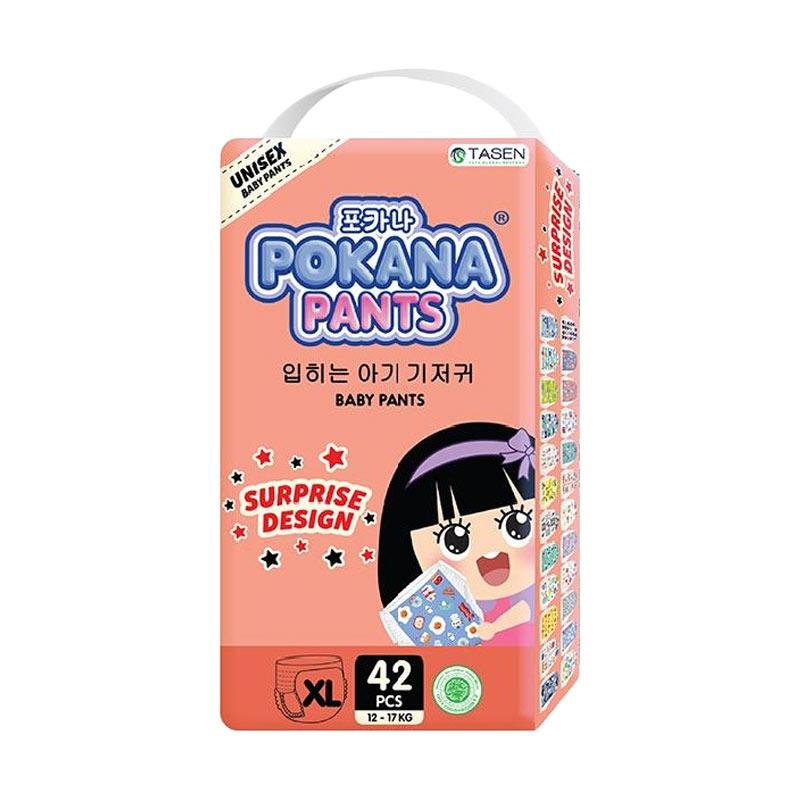 UNISEX
BABY PANTS
TASEN
포카나
POKANA
®
PANTS
입히는 아기 기저귀
BABY PANTS
SURPRISE
DESIGN
SURPRISE
DESIGN
XL
42
PCS
12 - 17 KG